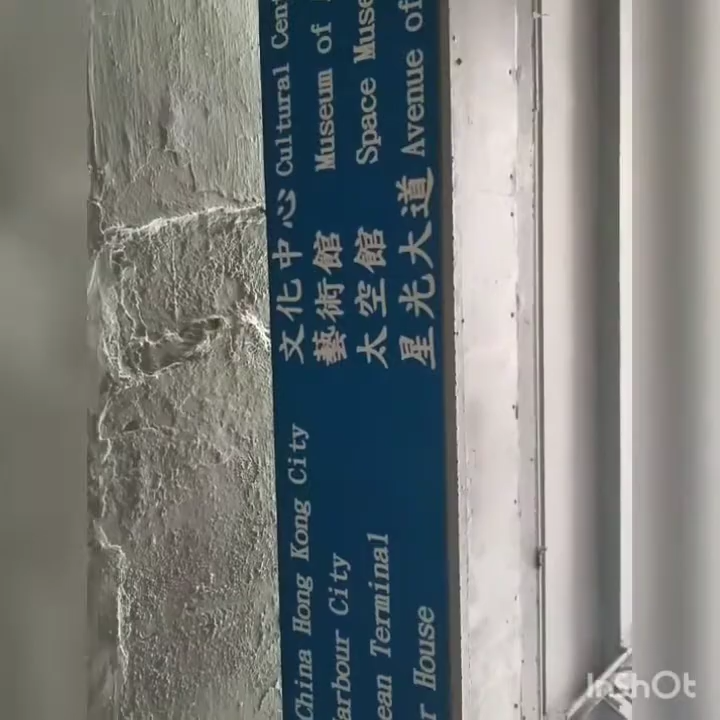 China Hong Kong City 文化中心 Cultural
City 藝術館 Museum of
Terminal 太空館 Space
House 星光大道 Avenue of
InShOt